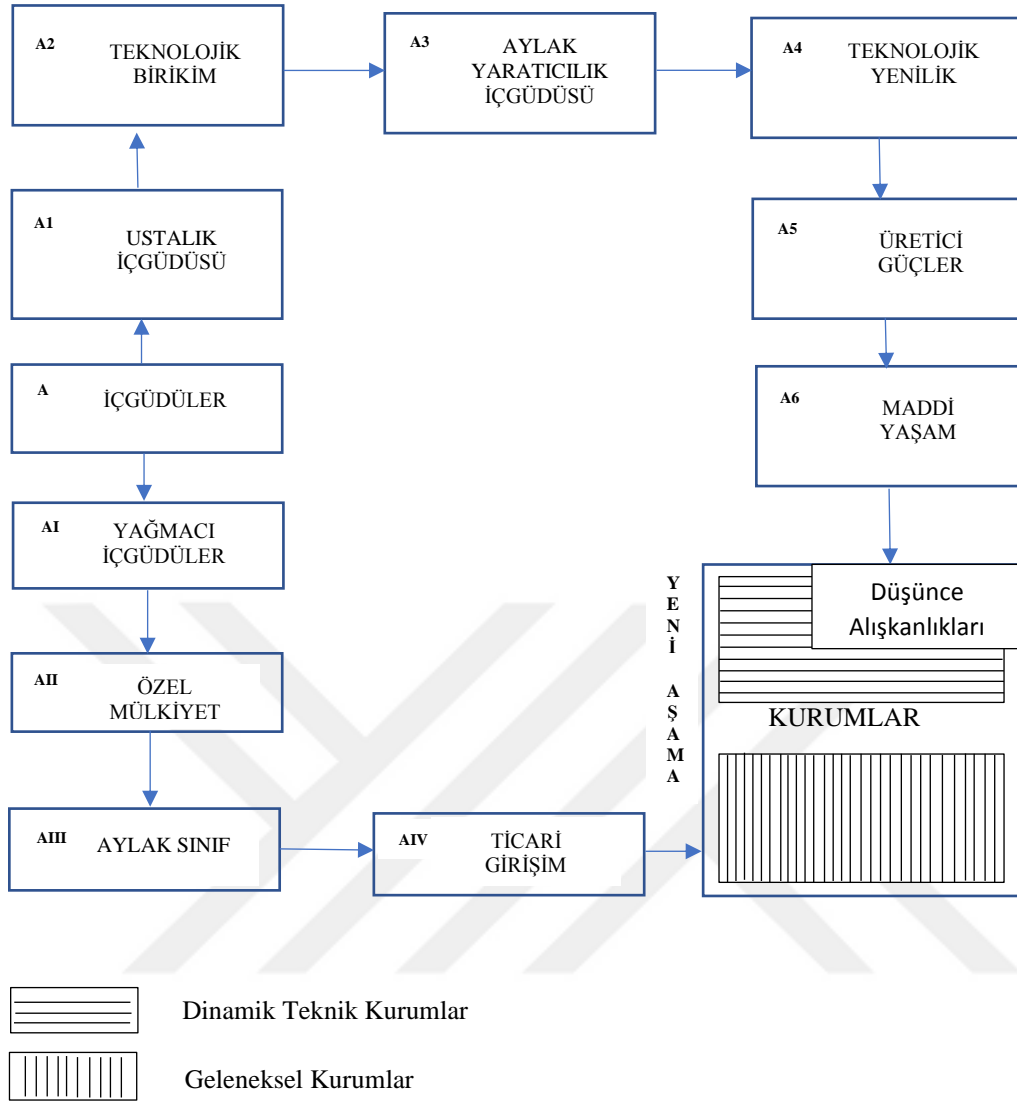 A2
TEKNOLOJİK
BİRİKİM
A3
AYLAK
YARATICILIK
İÇGÜDÜSÜ
A4
TEKNOLOJİK
YENİLİK
A1
USTALIK
İÇGÜDÜSÜ
A5
ÜRETİCİ
GÜÇLER
A
İÇGÜDÜLER
A6
MADDİ
YAŞAM
AI
YAĞMACI
İÇGÜDÜLER
YENİ AŞAMA
Düşünce
Alışkanlıkları
KURUMLAR
AII
ÖZEL
MÜLKİYET
AIII
AYLAK SINIF
AIV
TİCARİ
GİRİŞİM
Dinamik Teknik Kurumlar
Geleneksel Kurumlar